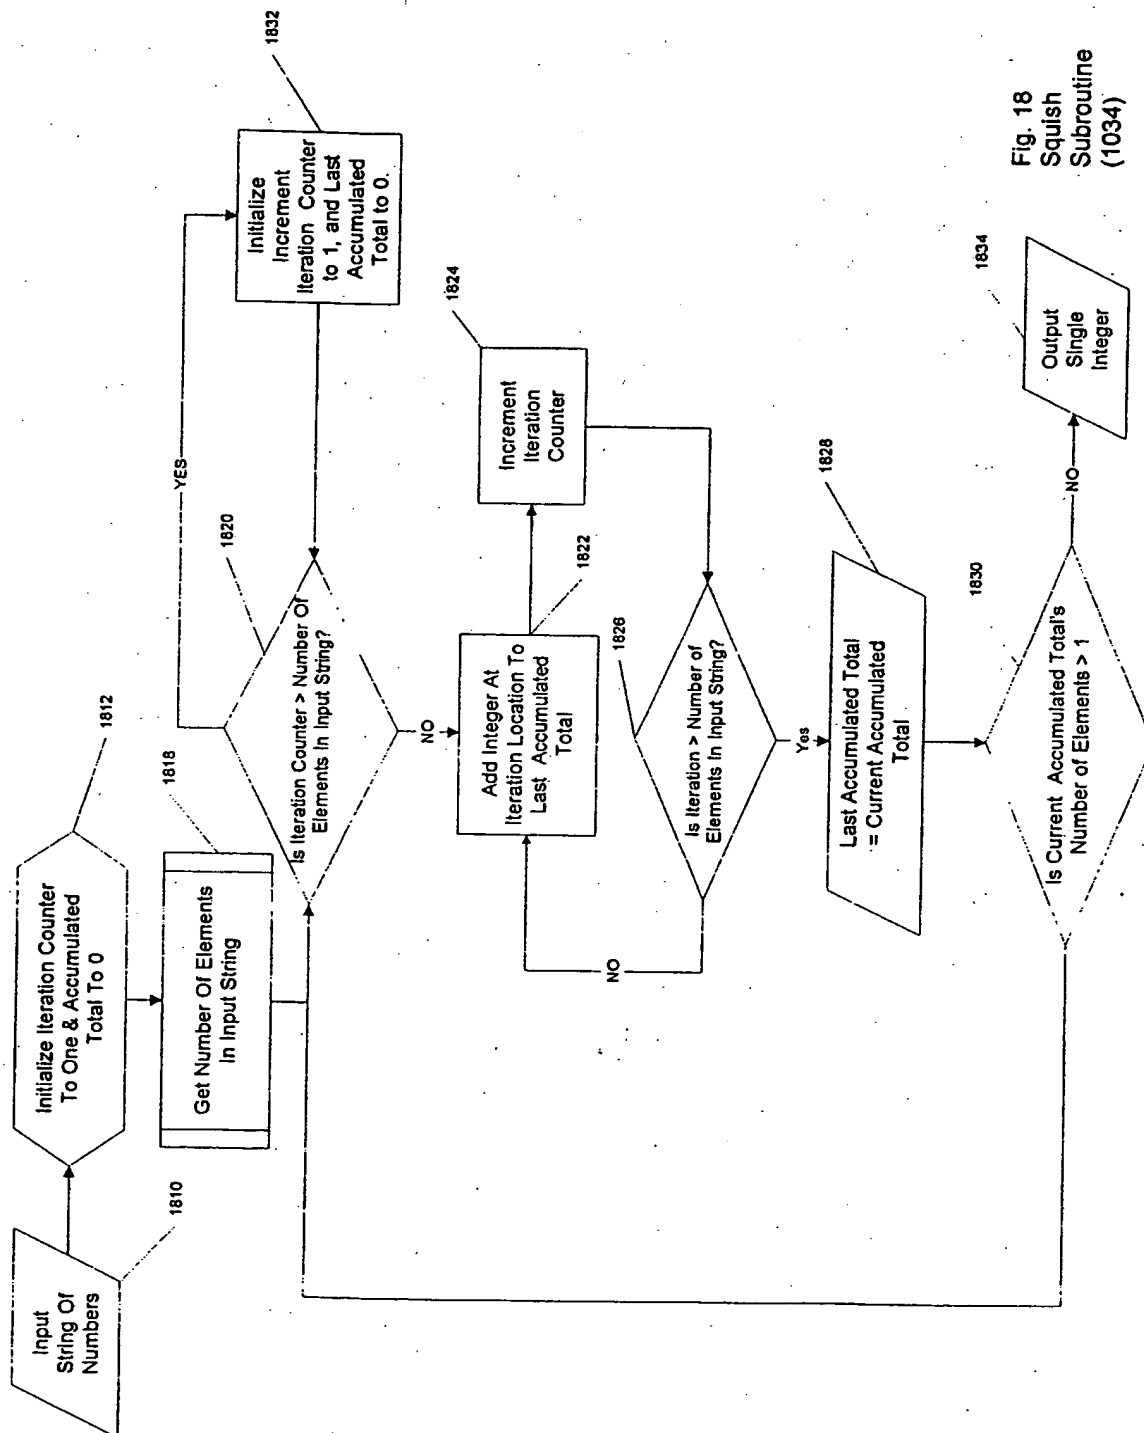 Input
String Of
Numbers
1810
Initialize Iteration Counter
To One & Accumulated
Total To 0
1812
Get Number Of Elements
In Input String
1818
Is Iteration Counter > Number Of
Elements In Input String?
1820
YES
Initialize
Increment
Iteration Counter
to 1, and Last
Accumulated
Total to 0.
1832
NO
Add Integer At
Iteration Location To
Last Accumulated
Total
1822
Increment
Iteration
Counter
1824
Is Iteration > Number of
Elements In Input String?
1826
NO
Yes
Last Accumulated Total
= Current Accumulated
Total
1828
Is Current Accumulated Total's
Number of Elements > 1
1830
NO
Output
Single
Integer
1834
Fig. 18
Squish
Subroutine
(1034)